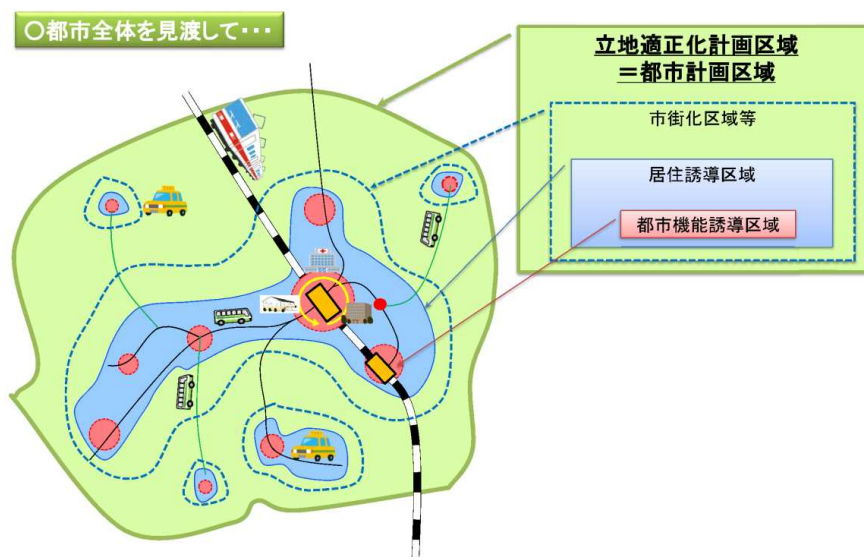 〇都市全体を見渡して・・・
立地適正化計画区域
＝都市計画区域
市街化区域等
居住誘導区域
都市機能誘導区域